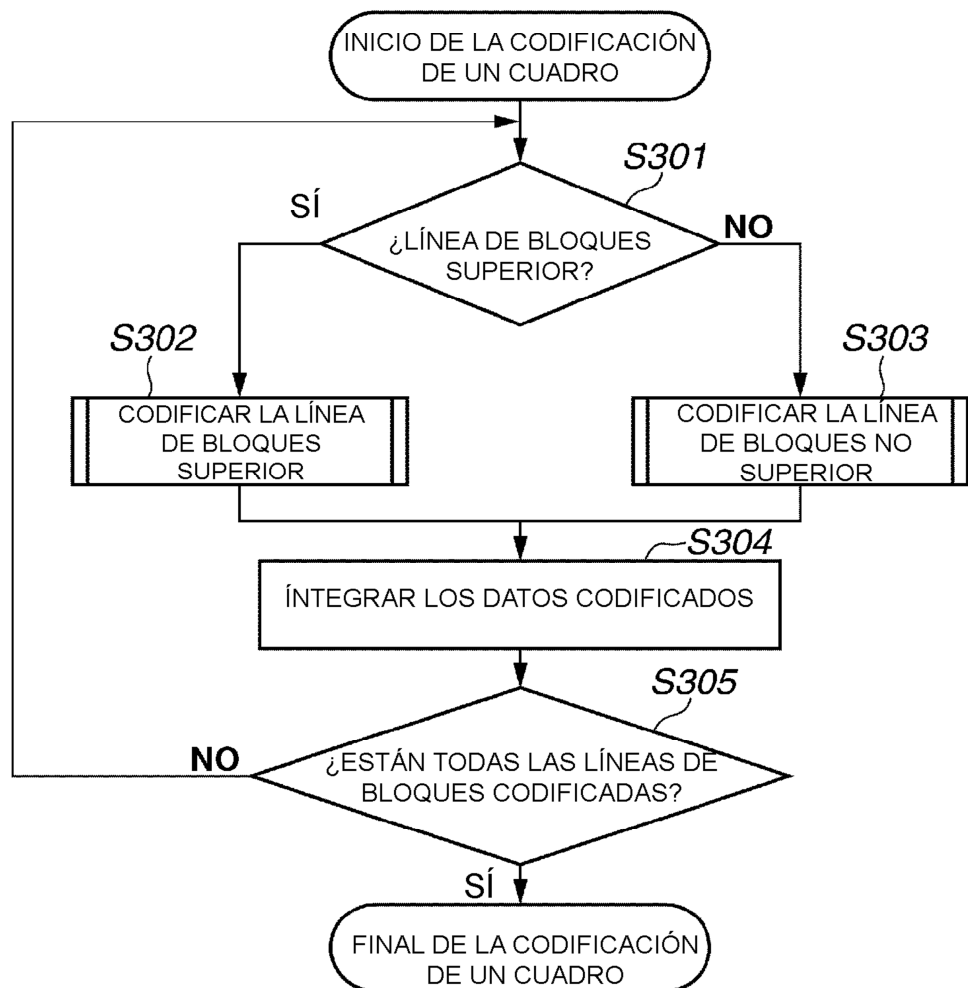 INICIO DE LA CODIFICACIÓN
DE UN CUADRO
S301
SÍ
NO
¿LÍNEA DE BLOQUES
SUPERIOR?
S302
S303
CODIFICAR LA LÍNEA
DE BLOQUES
SUPERIOR
CODIFICAR LA LÍNEA
DE BLOQUES NO
SUPERIOR
S304
ÍNTEGRAR LOS DATOS CODIFICADOS
S305
NO
¿ESTÁN TODAS LAS LÍNEAS DE
BLOQUES CODIFICADAS?
SÍ
FINAL DE LA CODIFICACIÓN
DE UN CUADRO